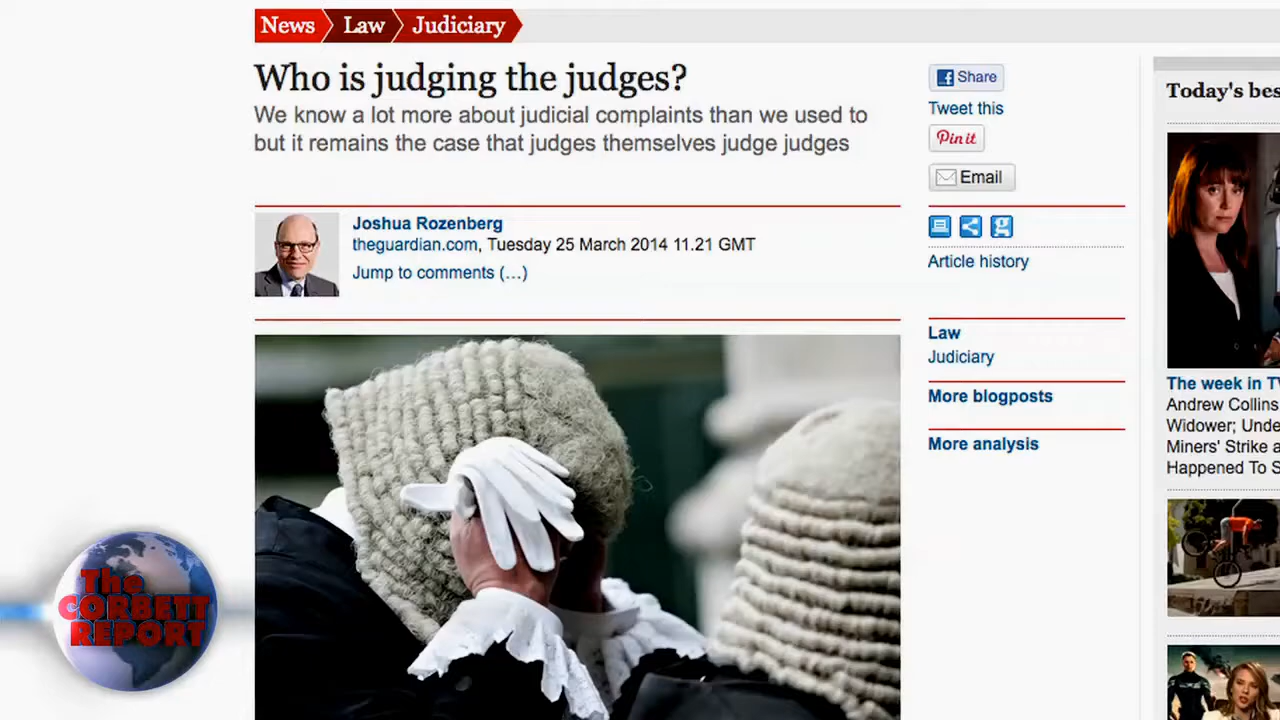 News
Law
Judiciary
Who is judging the judges?
We know a lot more about judicial complaints than we used to
but it remains the case that judges themselves judge judges
Joshua Rozenberg
theguardian.com, Tuesday 25 March 2014 11.21 GMT
Jump to comments (…)
Share
Tweet this
Pin it
Email
Article history
Law
Judiciary
More blogposts
More analysis
Today's bes
The week in TV
Andrew Collins
Widower; Unde
Miners' Strike a
Happened To S
The
CORBETT
REPORT